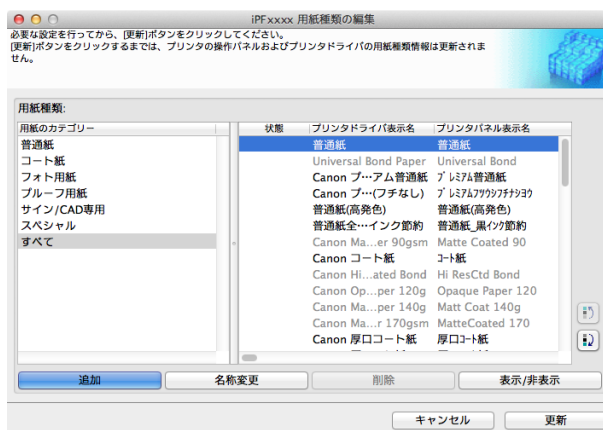 iPFxxxx 用紙種類の編集
必要な設定を行ってから、[更新]ボタンをクリックしてください。
[更新]ボタンをクリックするまでは、プリンタの操作パネルおよびプリンタドライバの用紙種類情報は更新されま
せん。
用紙種類:
用紙のカテゴリー 状態 プリンタドライバ表示名 プリンタパネル表示名
普通紙 普通紙 普通紙
コート紙 Universal Bond Paper Universal Bond
フォト用紙 Canon プ…アム普通紙 プレミアム普通紙
プルーフ用紙 Canon プ…(フチなし) プレミアムフツウシフチナシヨウ
サイン/CAD専用 普通紙(高発色) 普通紙(高発色)
スペシャル 普通紙全…インク節約 普通紙_黒インク節約
すべて Canon Ma…er 90gsm Matte Coated 90
Canon コート紙 コート紙
Canon Hi…ated Bond Hi ResCtd Bond
Canon Op…per 120g Opaque Paper 120
Canon Ma…per 140g Matt Coat 140g
Canon Ma…r 170gsm MatteCoated 170
Canon 厚口コート紙 厚口コート紙
追加 名称変更 削除 表示/非表示
キャンセル 更新